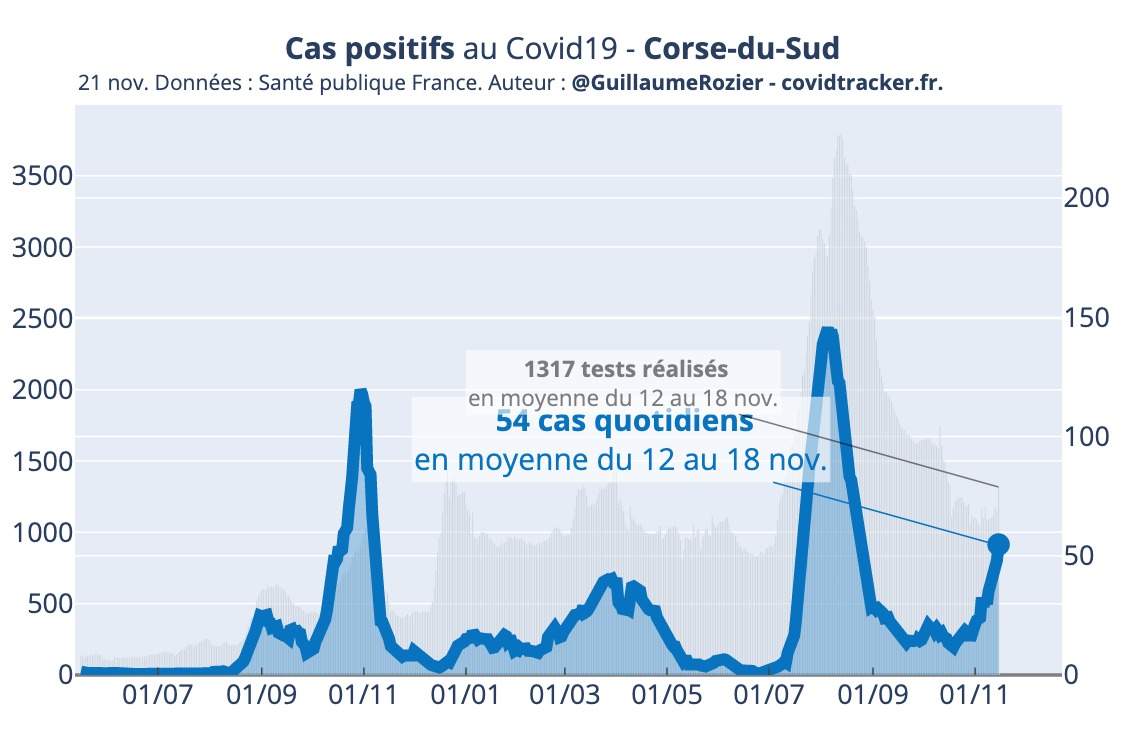 Cas positifs au Covid19 - Corse-du-Sud
21 nov. Données : Santé publique France. Auteur : @GuillaumeRozier - covidtracker.fr.
3500
3000
2500
2000
1500
1000
500
0
200
150
100
50
0
1317 tests réalisés
en moyenne du 12 au 18 nov.
54 cas quotidiens
en moyenne du 12 au 18 nov.
01/07 01/09 01/11 01/01 01/03 01/05 01/07 01/09 01/11